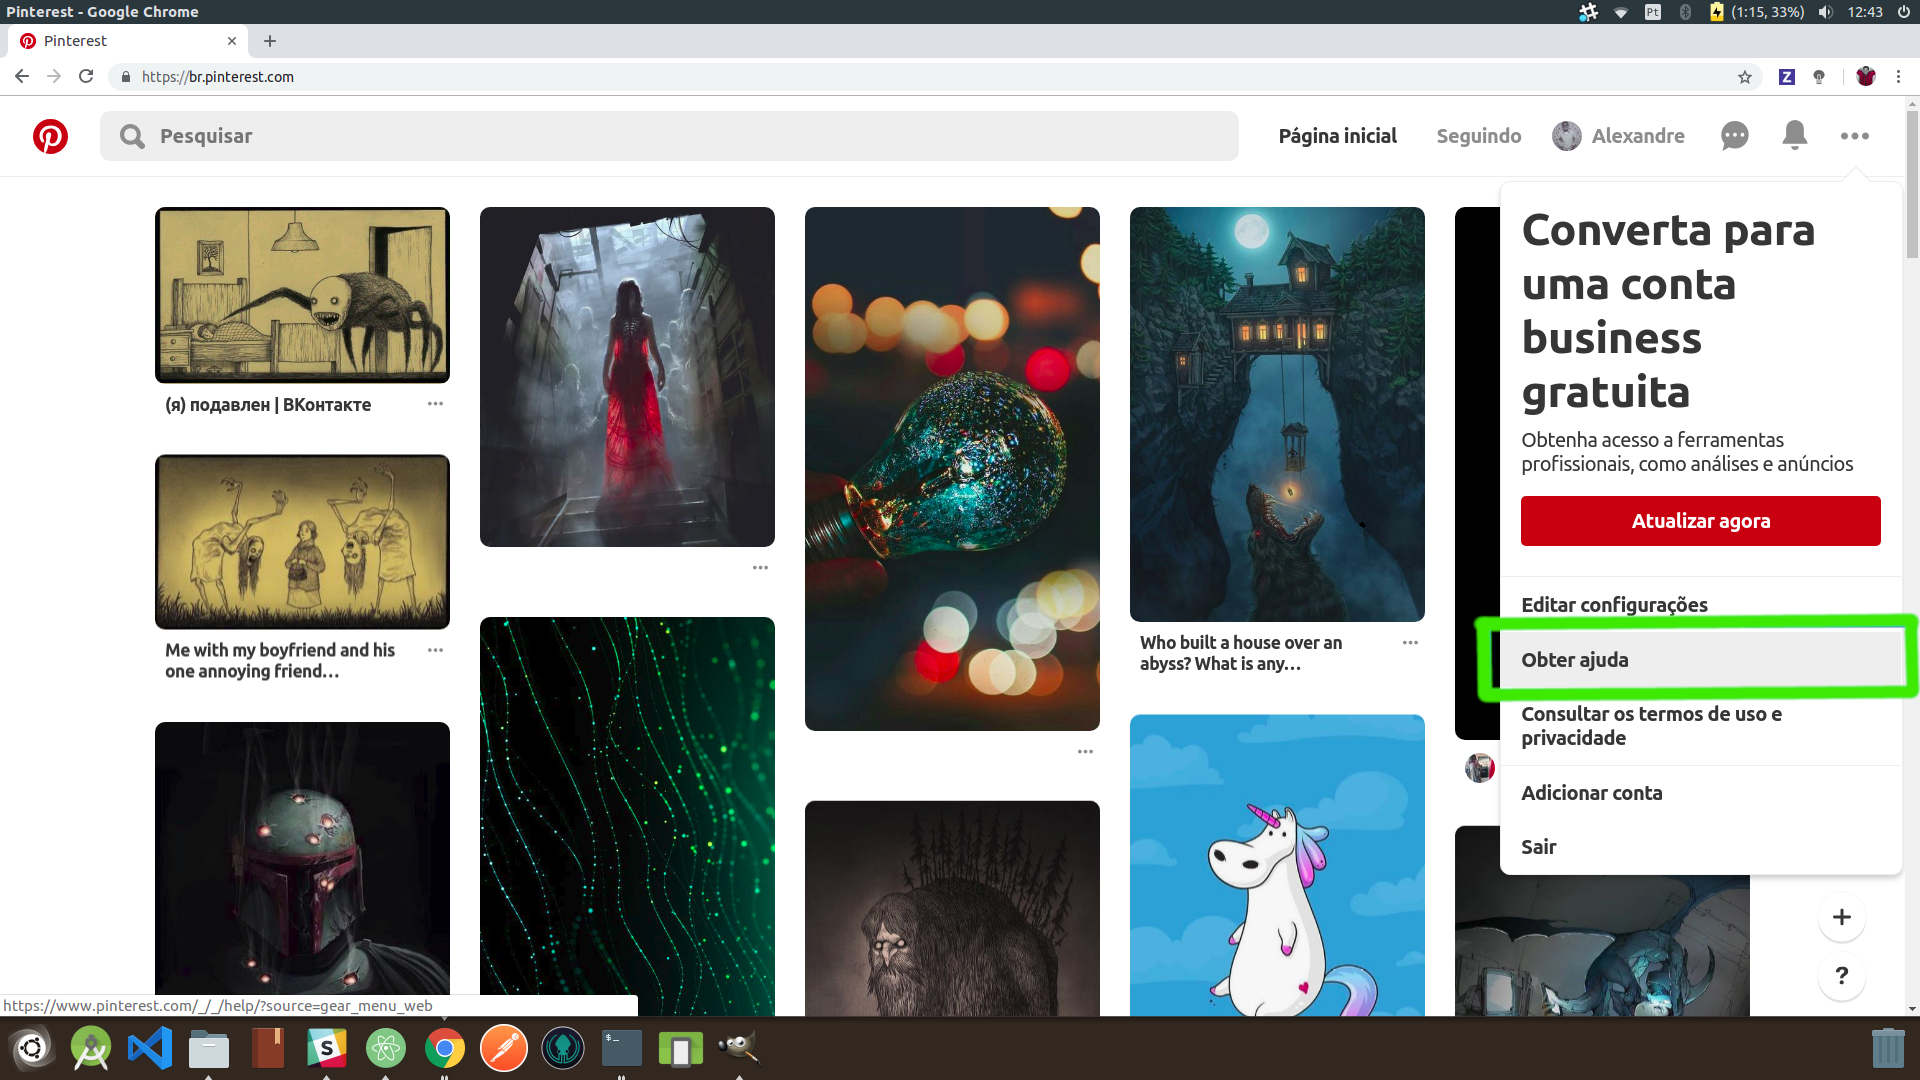 Pinterest - Google Chrome
Pt
(1:15, 33%)
12:43
Pinterest
https://br.pinterest.com
Z
Pesquisar
Página inicial
Seguindo
Alexandre
(я) подавлен | ВКонтакте
Me with my boyfriend and his
one annoying friend...
Who built a house over an
abyss? What is any...
Converta para
uma conta
business
gratuita
Obtenha acesso a ferramentas
profissionais, como análises e anúncios
Atualizar agora
Editar configurações
Obter ajuda
Consultar os termos de uso e
privacidade
Adicionar conta
Sair
+
?
https://www.pinterest.com/_/_/help/?source=gear_menu_web
S
$_